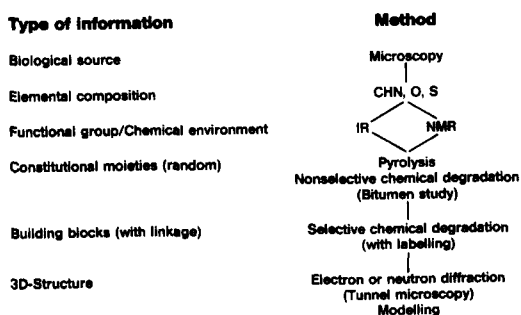 Type of information Method
Biological source Microscopy
Elemental composition CHN, O, S
Functional group/Chemical environment IR NMR
Constitutional moieties (random) Pyrolysis
Nonselective chemical degradation
(Bitumen study)
Building blocks (with linkage) Selective chemical degradation
(with labelling)
3D-Structure Electron or neutron diffraction
(Tunnel microscopy)
Modelling